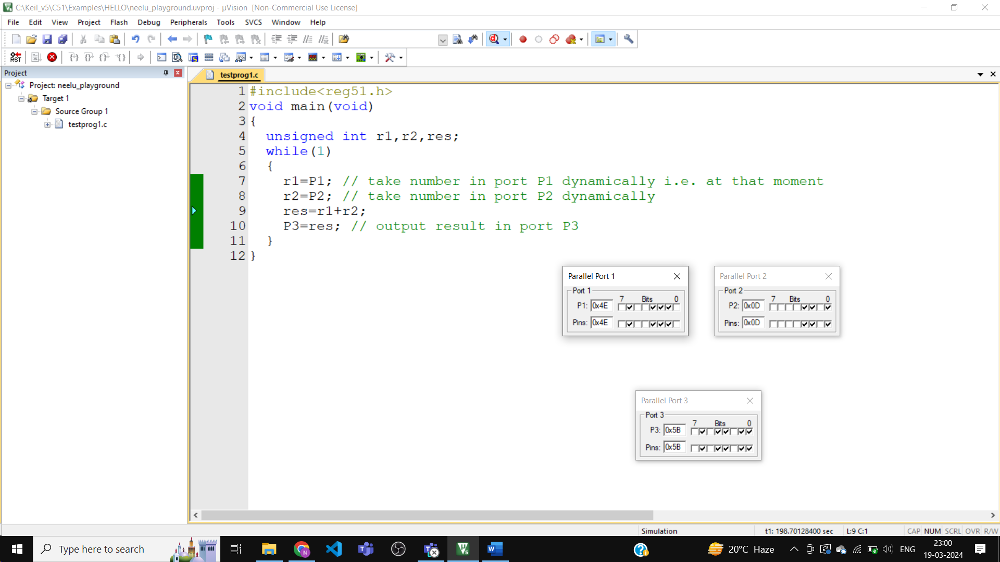 C:\Keil_v5\C51\Examples\HELLO\neelu_playground.uvproj - µVision  [Non-Commercial Use License]
File Edit View Project Flash Debug Peripherals Tools SVCS Window Help
RST
Project
testprog1.c
Project: neelu_playground
Target 1
Source Group 1
testprog1.c
1 #include<reg51.h>
2 void main(void)
3 {
4   unsigned int r1,r2,res;
5   while(1)
6   {
7     r1=P1; // take number in port P1 dynamically i.e. at that moment
8     r2=P2; // take number in port P2 dynamically
9     res=r1+r2;
10     P3=res; // output result in port P3
11   }
12 }
Parallel Port 1
Port 1
7 Bits 0
P1: 0x4E
Pins: 0x4E
Parallel Port 2
Port 2
7 Bits 0
P2: 0x0D
Pins: 0x0D
Parallel Port 3
Port 3
7 Bits 0
P3: 0x5B
Pins: 0x5B
Simulation t1: 198.70128400 sec L:9 C:1 CAP NUM SCRL OVR R/W
Type here to search
20°C Haze
ENG
23:00
19-03-2024